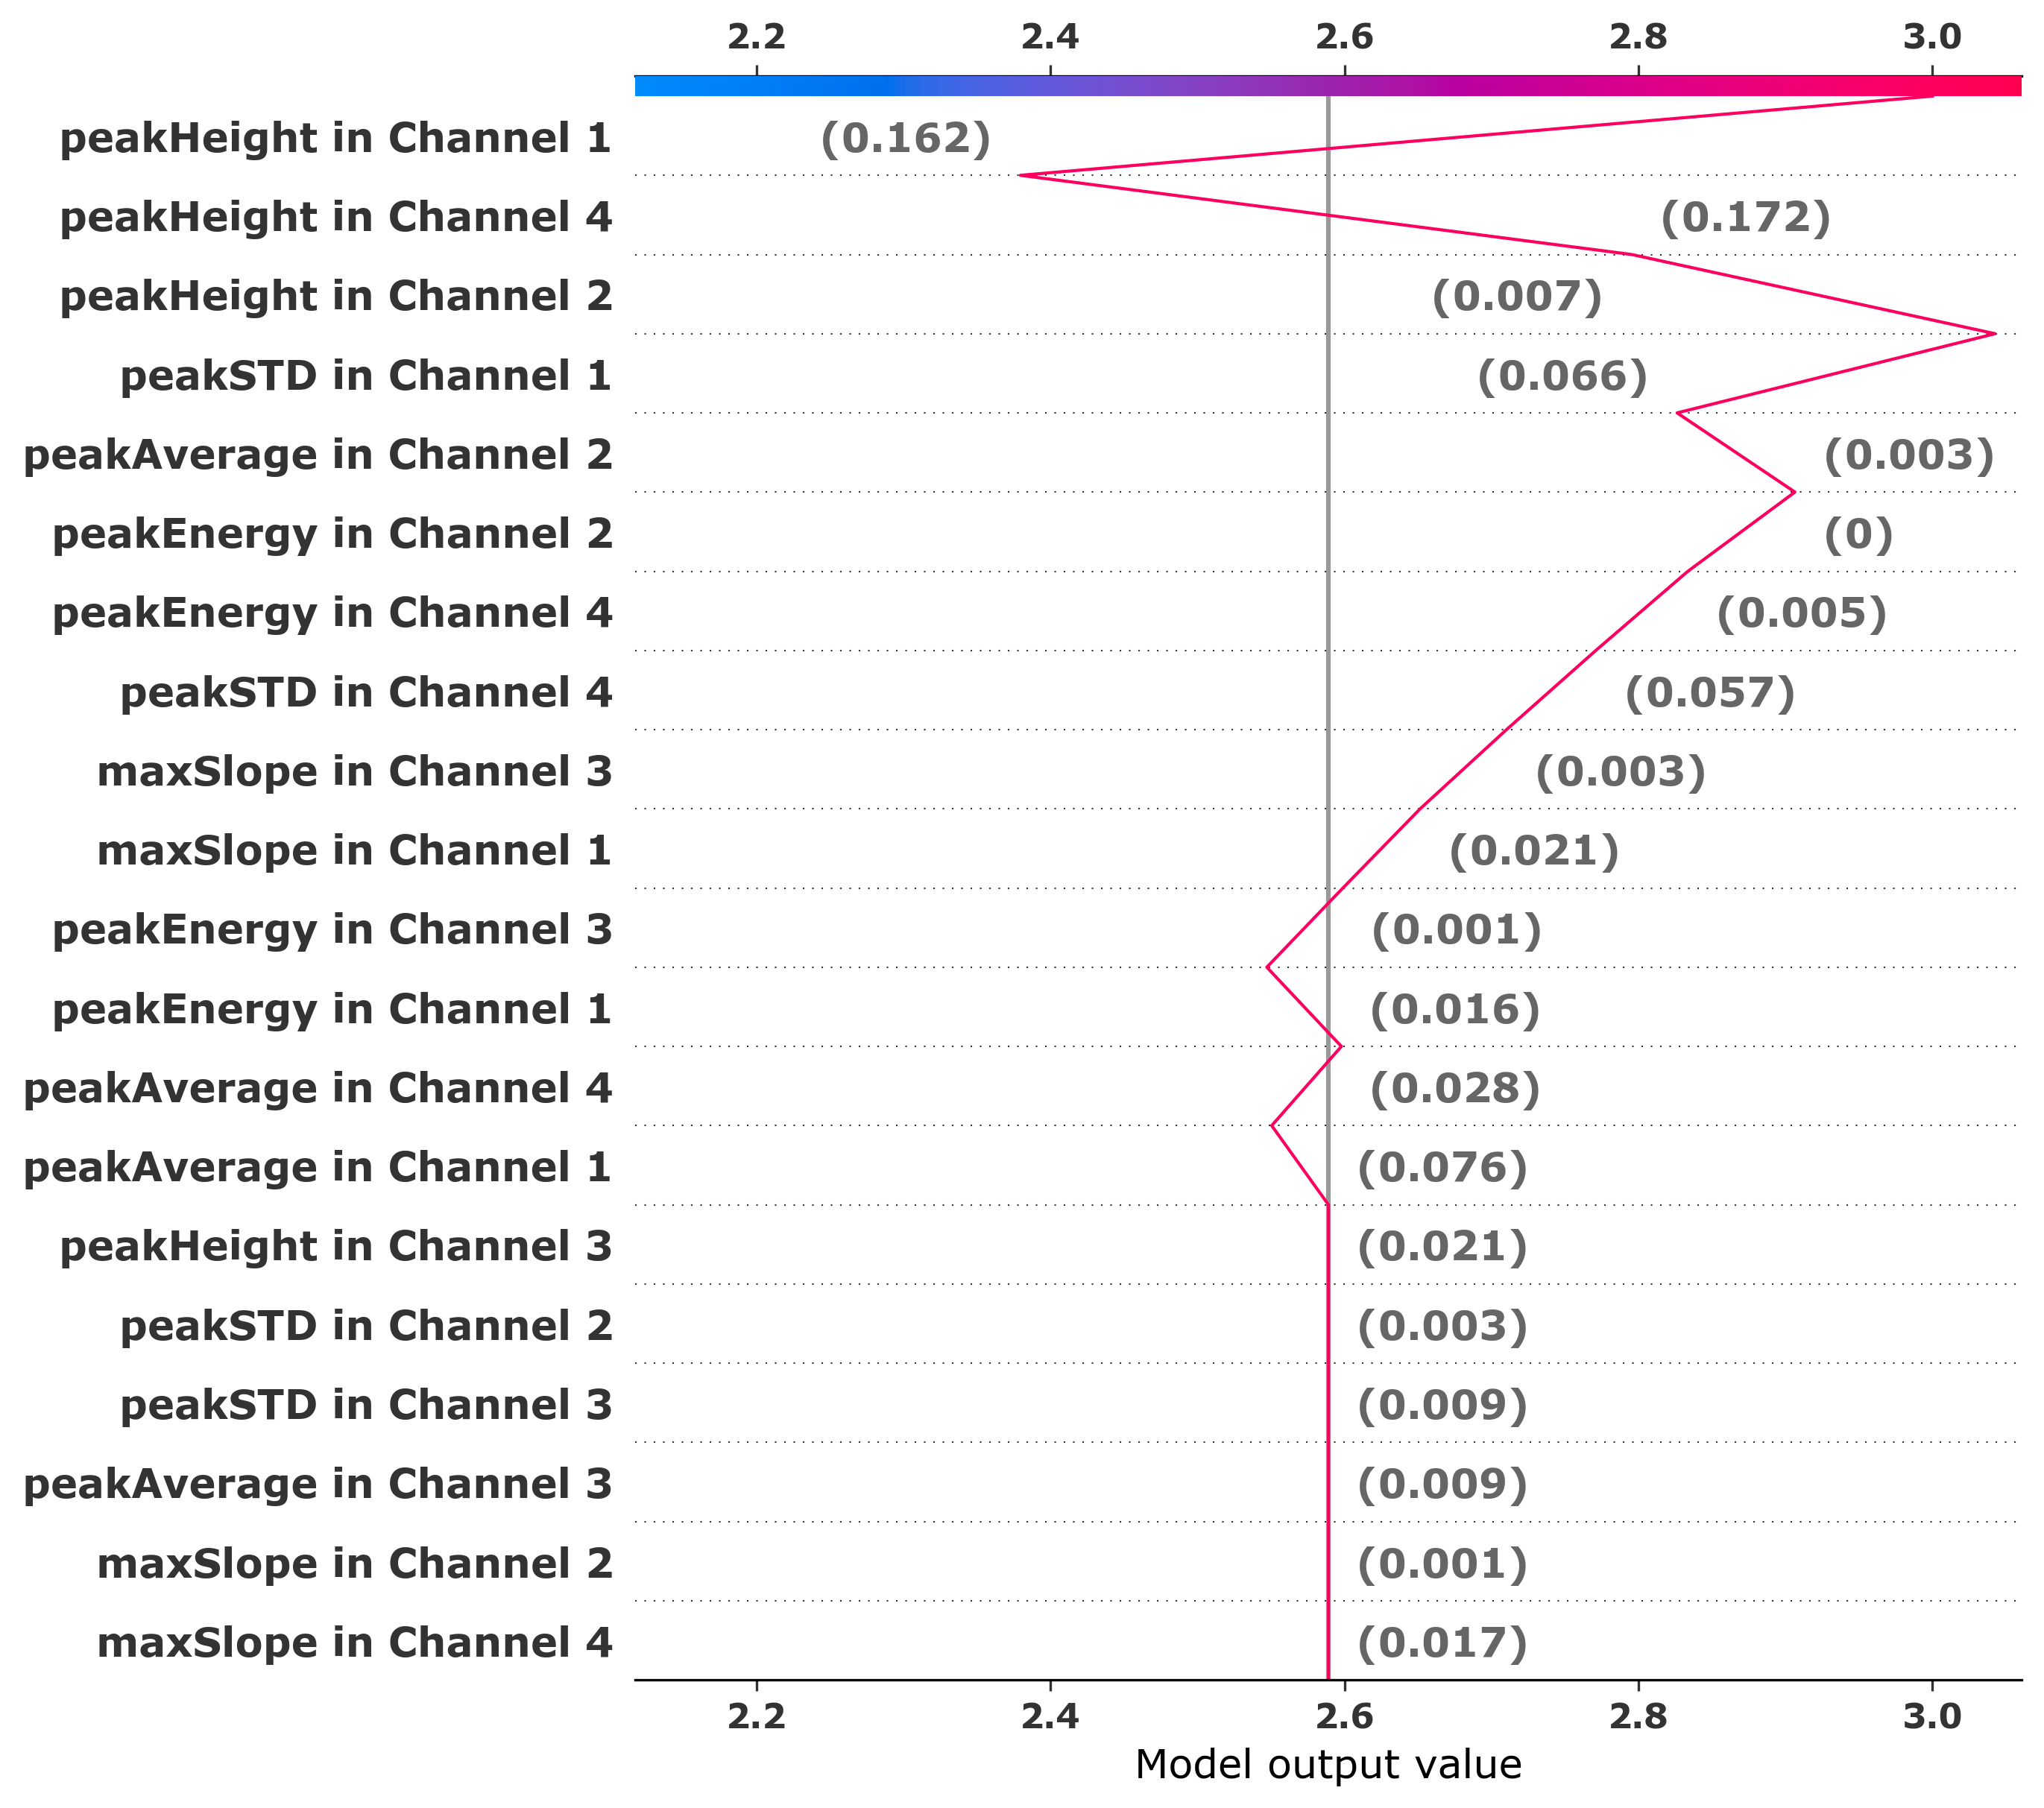 2.2 2.4 2.6 2.8 3.0
peakHeight in Channel 1 (0.162)
peakHeight in Channel 4 (0.172)
peakHeight in Channel 2 (0.007)
peakSTD in Channel 1 (0.066)
peakAverage in Channel 2 (0.003)
peakEnergy in Channel 2 (0)
peakEnergy in Channel 4 (0.005)
peakSTD in Channel 4 (0.057)
maxSlope in Channel 3 (0.003)
maxSlope in Channel 1 (0.021)
peakEnergy in Channel 3 (0.001)
peakEnergy in Channel 1 (0.016)
peakAverage in Channel 4 (0.028)
peakAverage in Channel 1 (0.076)
peakHeight in Channel 3 (0.021)
peakSTD in Channel 2 (0.003)
peakSTD in Channel 3 (0.009)
peakAverage in Channel 3 (0.009)
maxSlope in Channel 2 (0.001)
maxSlope in Channel 4 (0.017)
2.2 2.4 2.6 2.8 3.0
Model output value